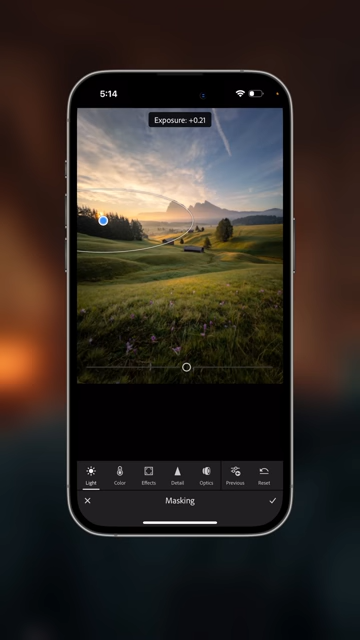 5:14
Exposure: +0.21
Light Color Effects Detail Optics Previous Reset
Masking